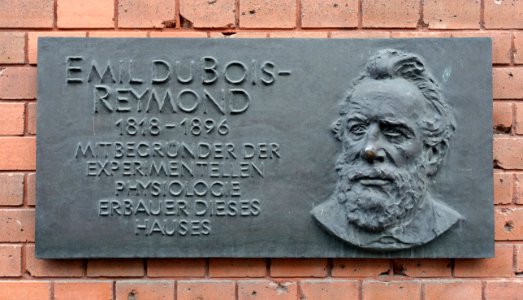 EMIL DU BOIS-
REYMOND
1818-1896
MITBEGRÜNDER DER
EXPERIMENTELLEN
PHYSIOLOGIE
ERBAUER DIESES
HAUSES